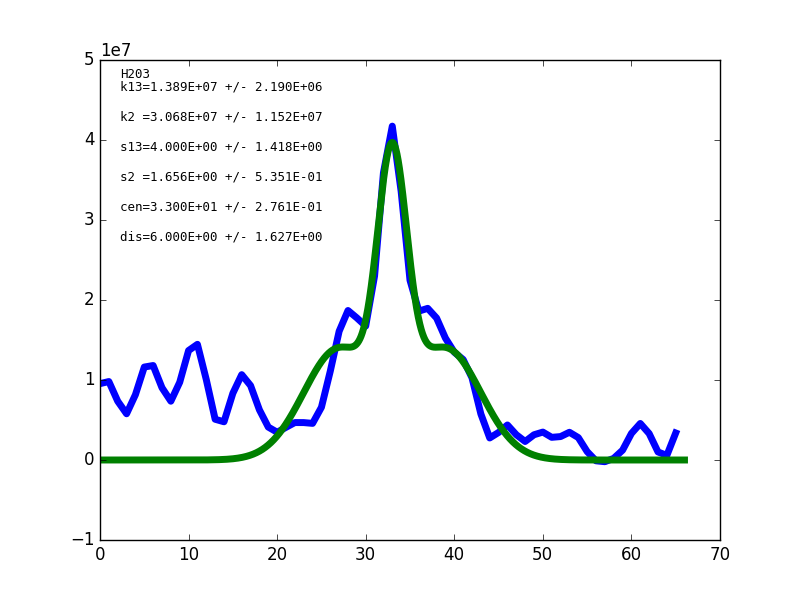 1e7
H203
k13=1.389E+07 +/- 2.190E+06
k2 =3.068E+07 +/- 1.152E+07
s13=4.000E+00 +/- 1.418E+00
s2 =1.656E+00 +/- 5.351E-01
cen=3.300E+01 +/- 2.761E-01
dis=6.000E+00 +/- 1.627E+00
5
4
3
2
1
0
−1
0 10 20 30 40 50 60 70